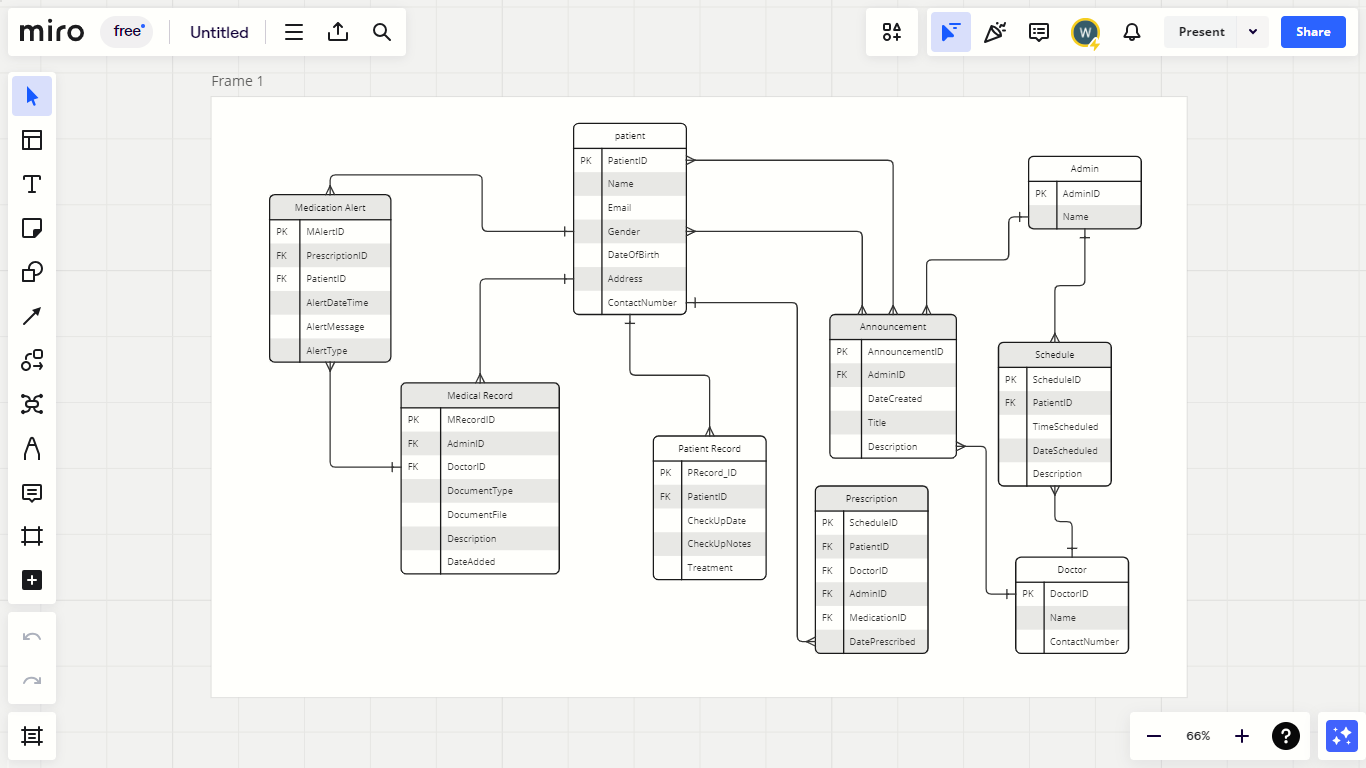 miro
free
Untitled
W
Present
Share
Frame 1
patient
PK PatientID
Name
Email
Gender
DateOfBirth
Address
ContactNumber
Admin
PK AdminID
Name
Medication Alert
PK MAlertID
FK PrescriptionID
FK PatientID
AlertDateTime
AlertMessage
AlertType
Announcement
PK AnnouncementID
FK AdminID
DateCreated
Title
Description
Schedule
PK ScheduleID
FK PatientID
TimeScheduled
DateScheduled
Description
Medical Record
PK MRecordID
FK AdminID
FK DoctorID
DocumentType
DocumentFile
Description
DateAdded
Patient Record
PK PRecord_ID
FK PatientID
CheckUpDate
CheckUpNotes
Treatment
Prescription
PK ScheduleID
FK PatientID
FK DoctorID
FK AdminID
FK MedicationID
DatePrescribed
Doctor
PK DoctorID
Name
ContactNumber
66%
?